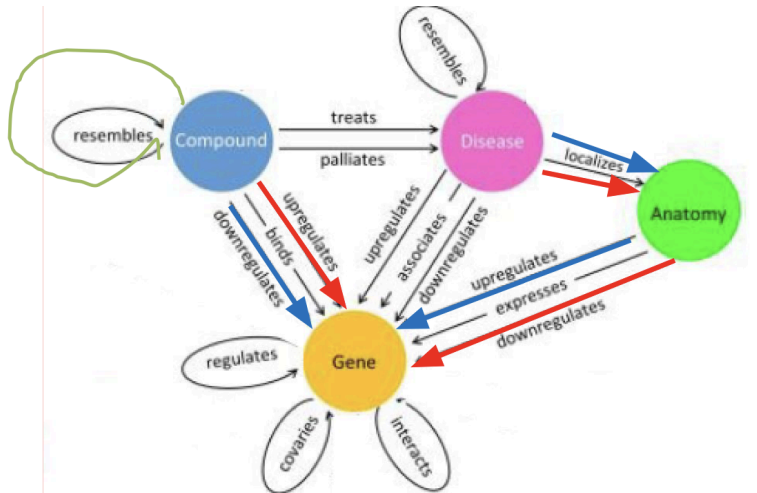 resembles
treats
resembles
Compound
palliates
Disease
localizes
Anatomy
downregulates
binds
upregulates
upregulates
associates
downregulates
upregulates
expresses
downregulates
regulates
Gene
covaries
interacts